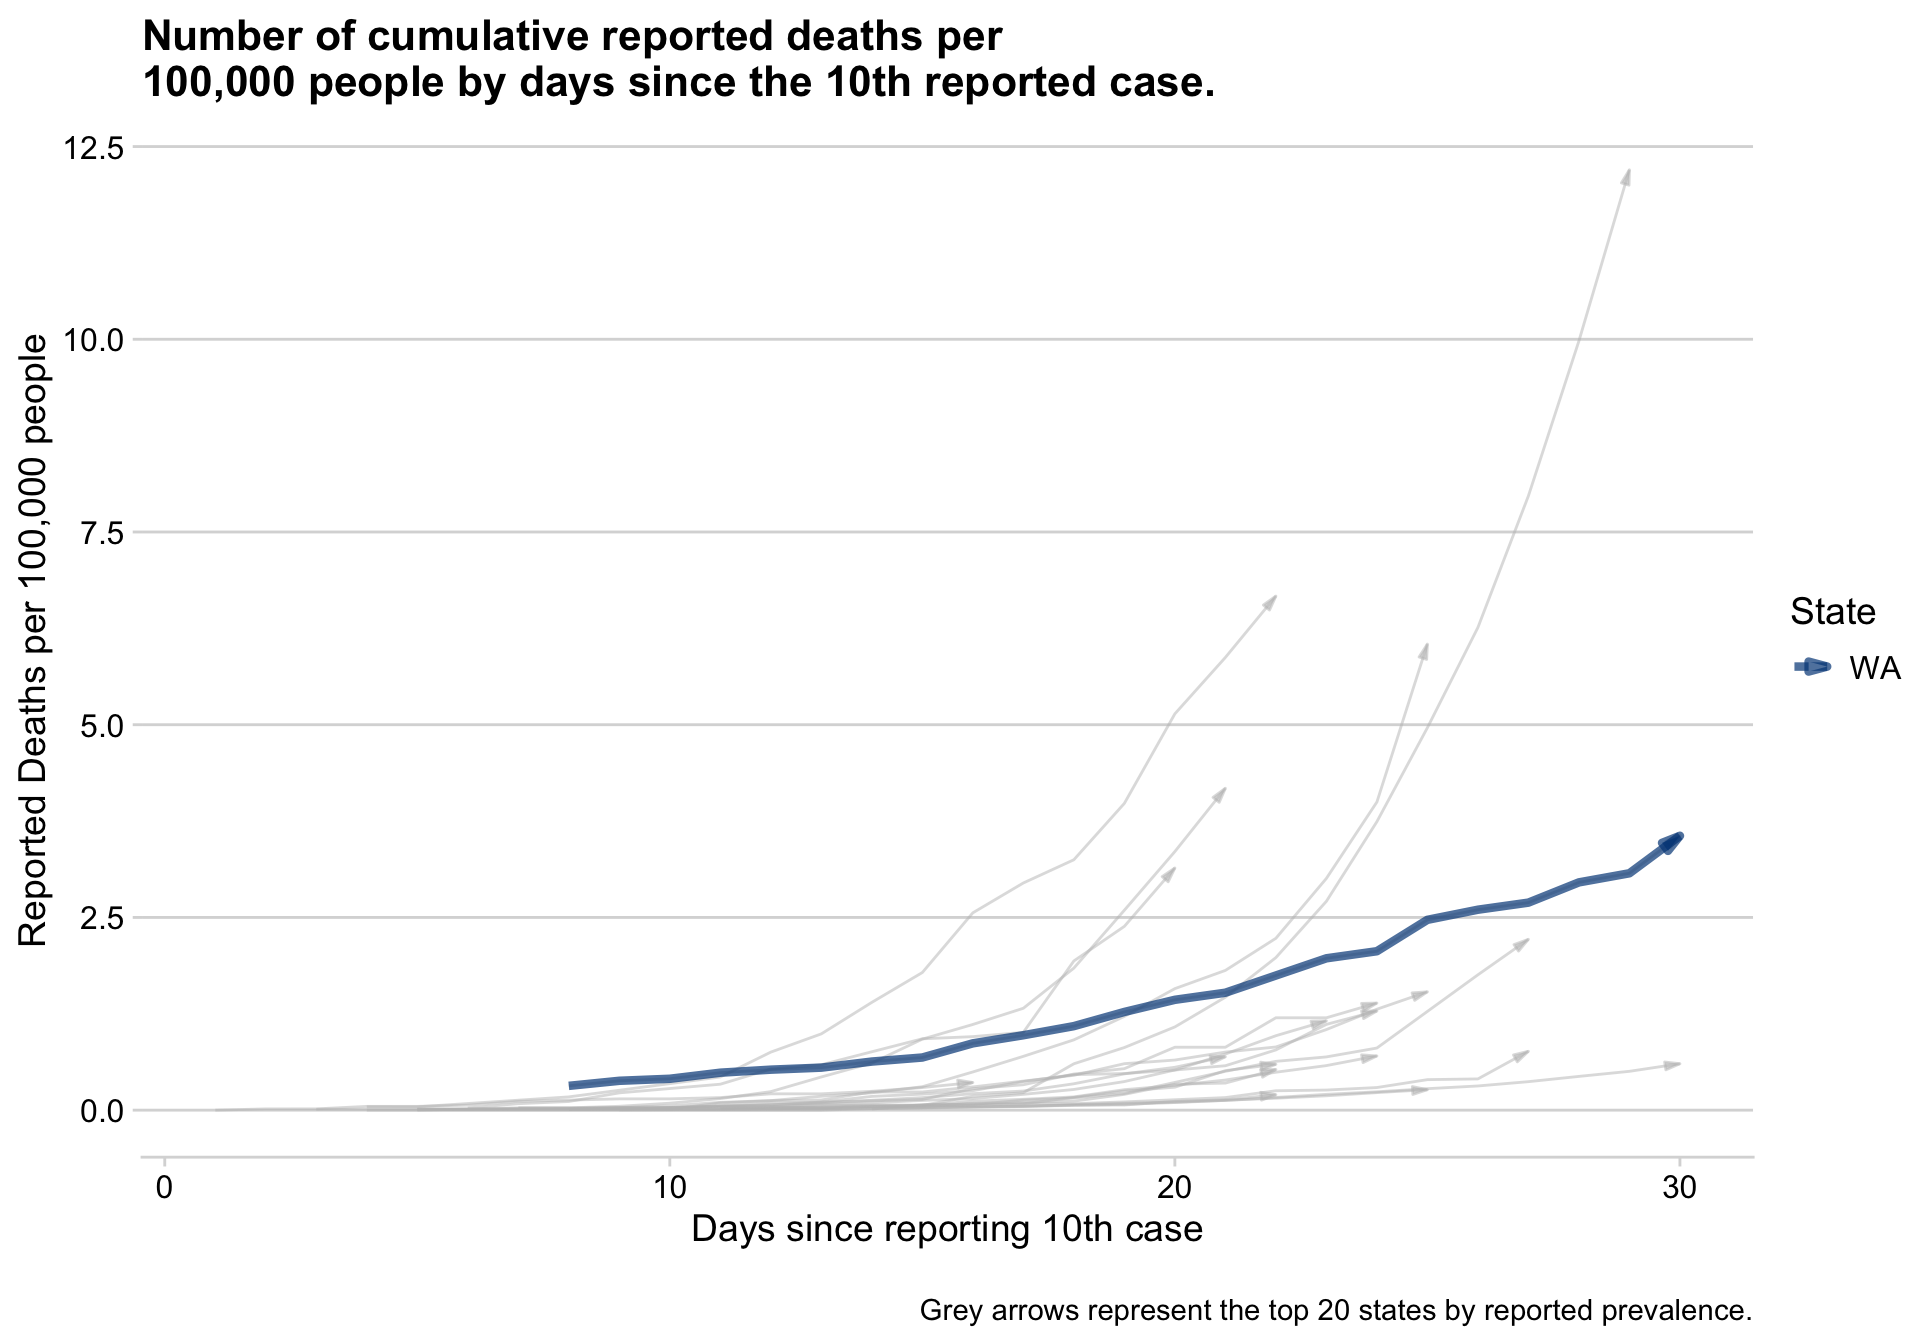 Number of cumulative reported deaths per
100,000 people by days since the 10th reported case.
Reported Deaths per 100,000 people
12.5
10.0
7.5
5.0
2.5
0.0
0
10
20
30
Days since reporting 10th case
State
WA
Grey arrows represent the top 20 states by reported prevalence.